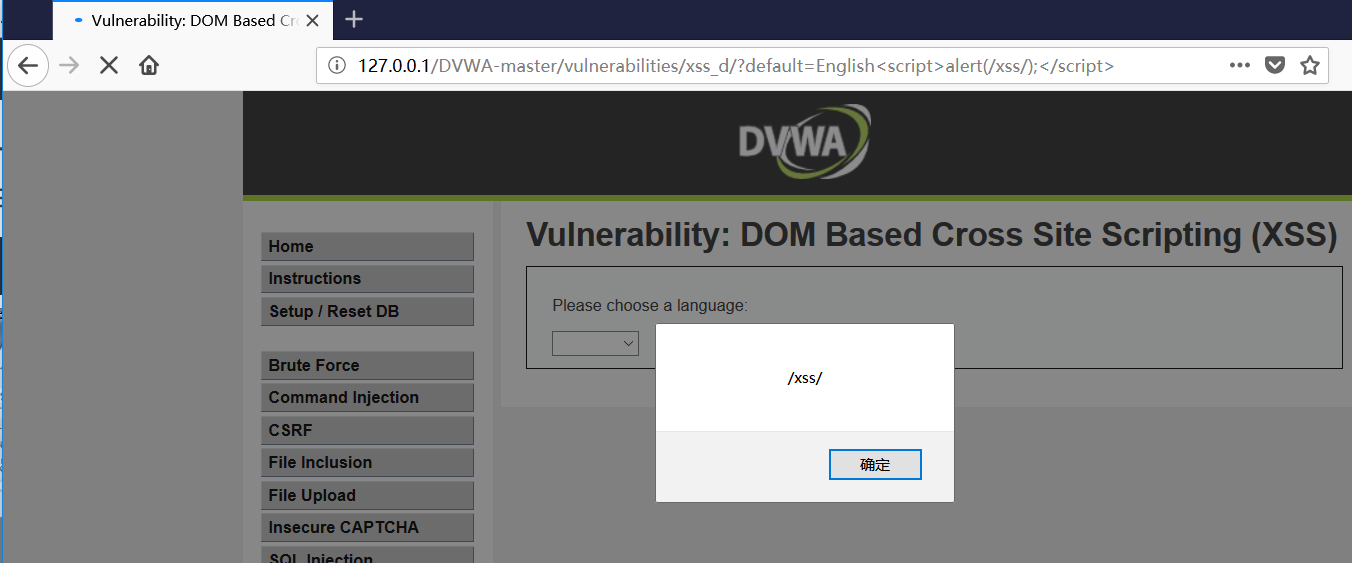 Vulnerability: DOM Based Cr
127.0.0.1/DVWA-master/vulnerabilities/xss_d/?default=English<script>alert(/xss/);</script>
DVWA
Home
Instructions
Setup / Reset DB
Brute Force
Command Injection
CSRF
File Inclusion
File Upload
Insecure CAPTCHA
SQL Injection
Vulnerability: DOM Based Cross Site Scripting (XSS)
Please choose a language:
/xss/
确定